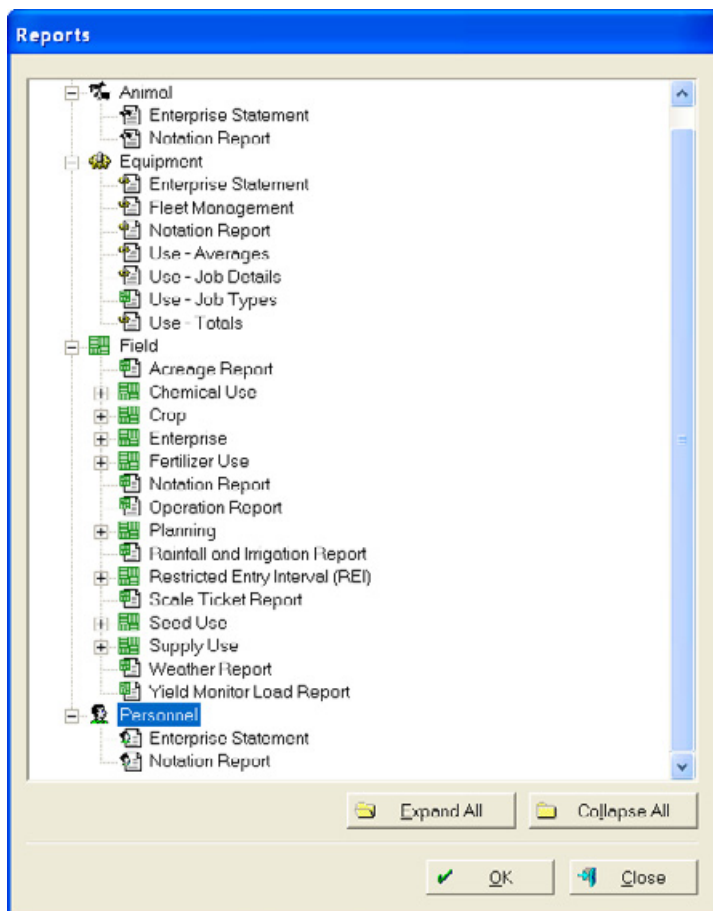 Reports
Animal
Enterprise Statement
Notation Report
Equipment
Enterprise Statement
Fleet Management
Notation Report
Use - Averages
Use - Job Details
Use - Job Types
Use - Totals
Field
Acreage Report
Chemical Use
Crop
Enterprise
Fertilizer Use
Notation Report
Operation Report
Planning
Rainfall and Irrigation Report
Restricted Entry Interval (REI)
Scale Ticket Report
Seed Use
Supply Use
Weather Report
Yield Monitor Load Report
Personnel
Enterprise Statement
Notation Report
Expand All Collapse All
OK Close